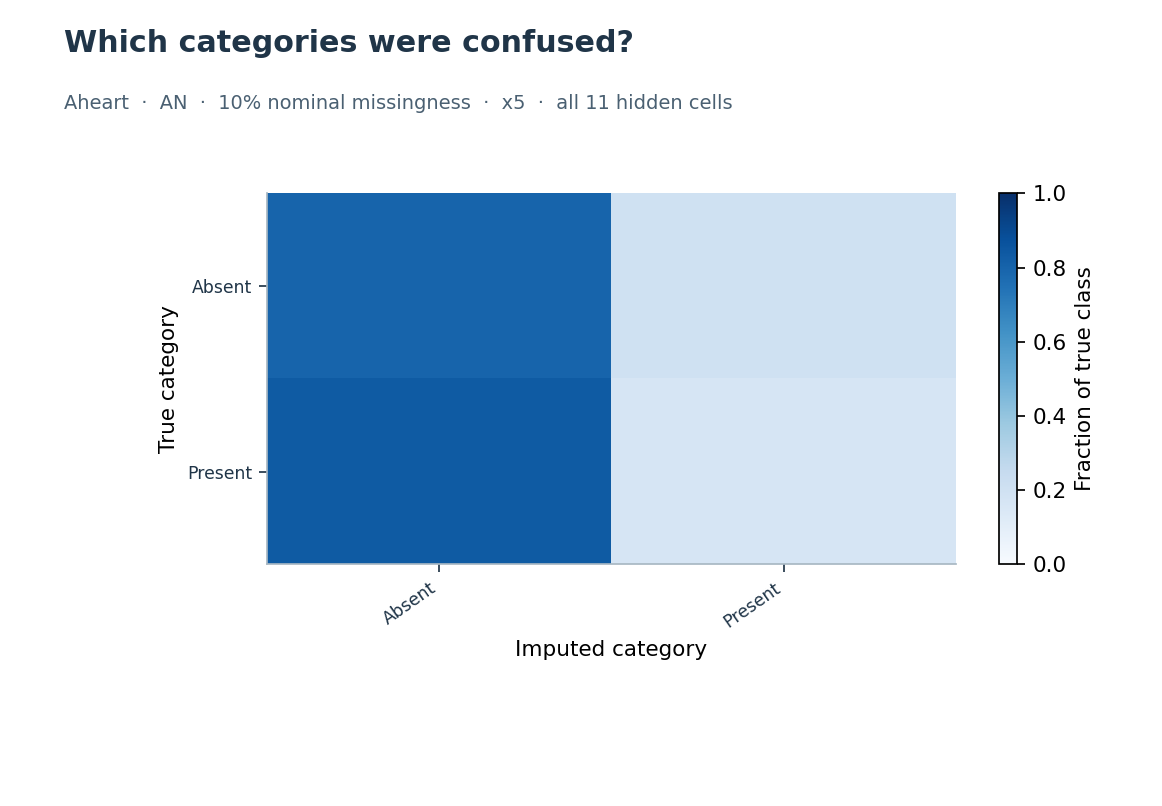 Which categories were confused?
Aheart · AN · 10% nominal missingness · x5 · all 11 hidden cells
True category
Absent
Present
Absent
Present
Imputed category
1.0
0.8
0.6
0.4
0.2
0.0
Fraction of true class